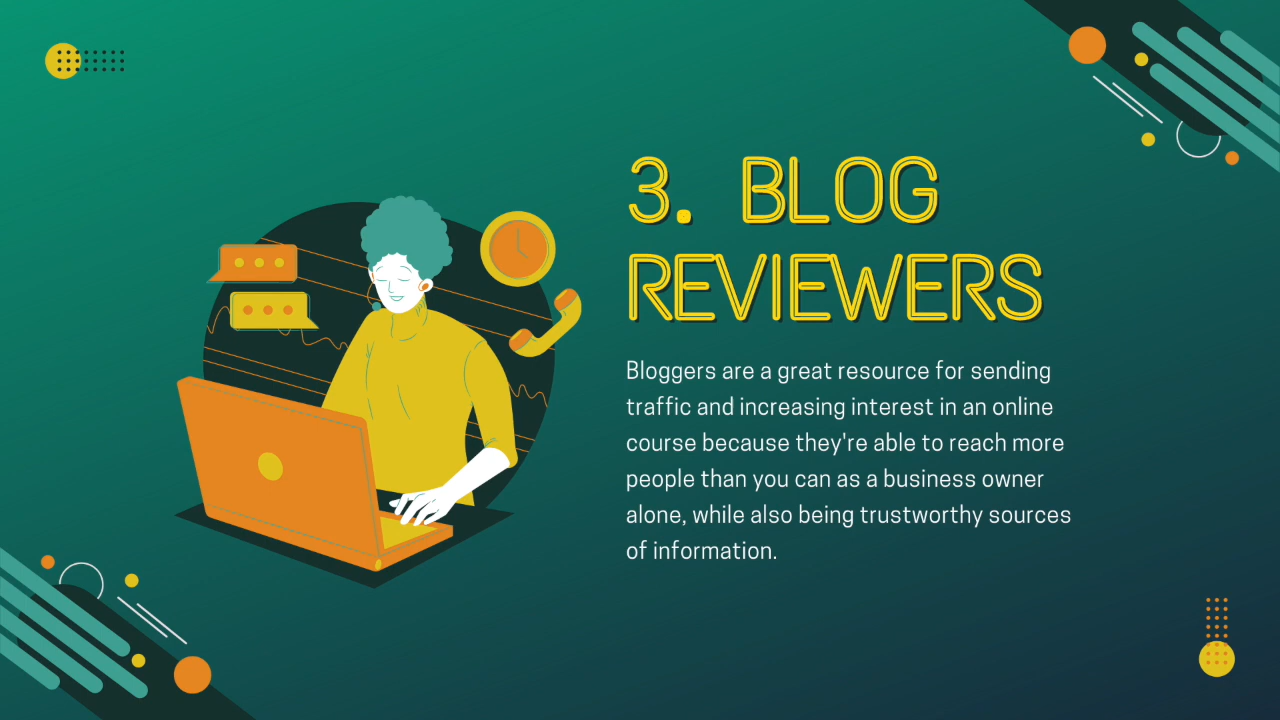 3. BLOG
REVIEWERS
Bloggers are a great resource for sending
traffic and increasing interest in an online
course because they're able to reach more
people than you can as a business owner
alone, while also being trustworthy sources
of information.